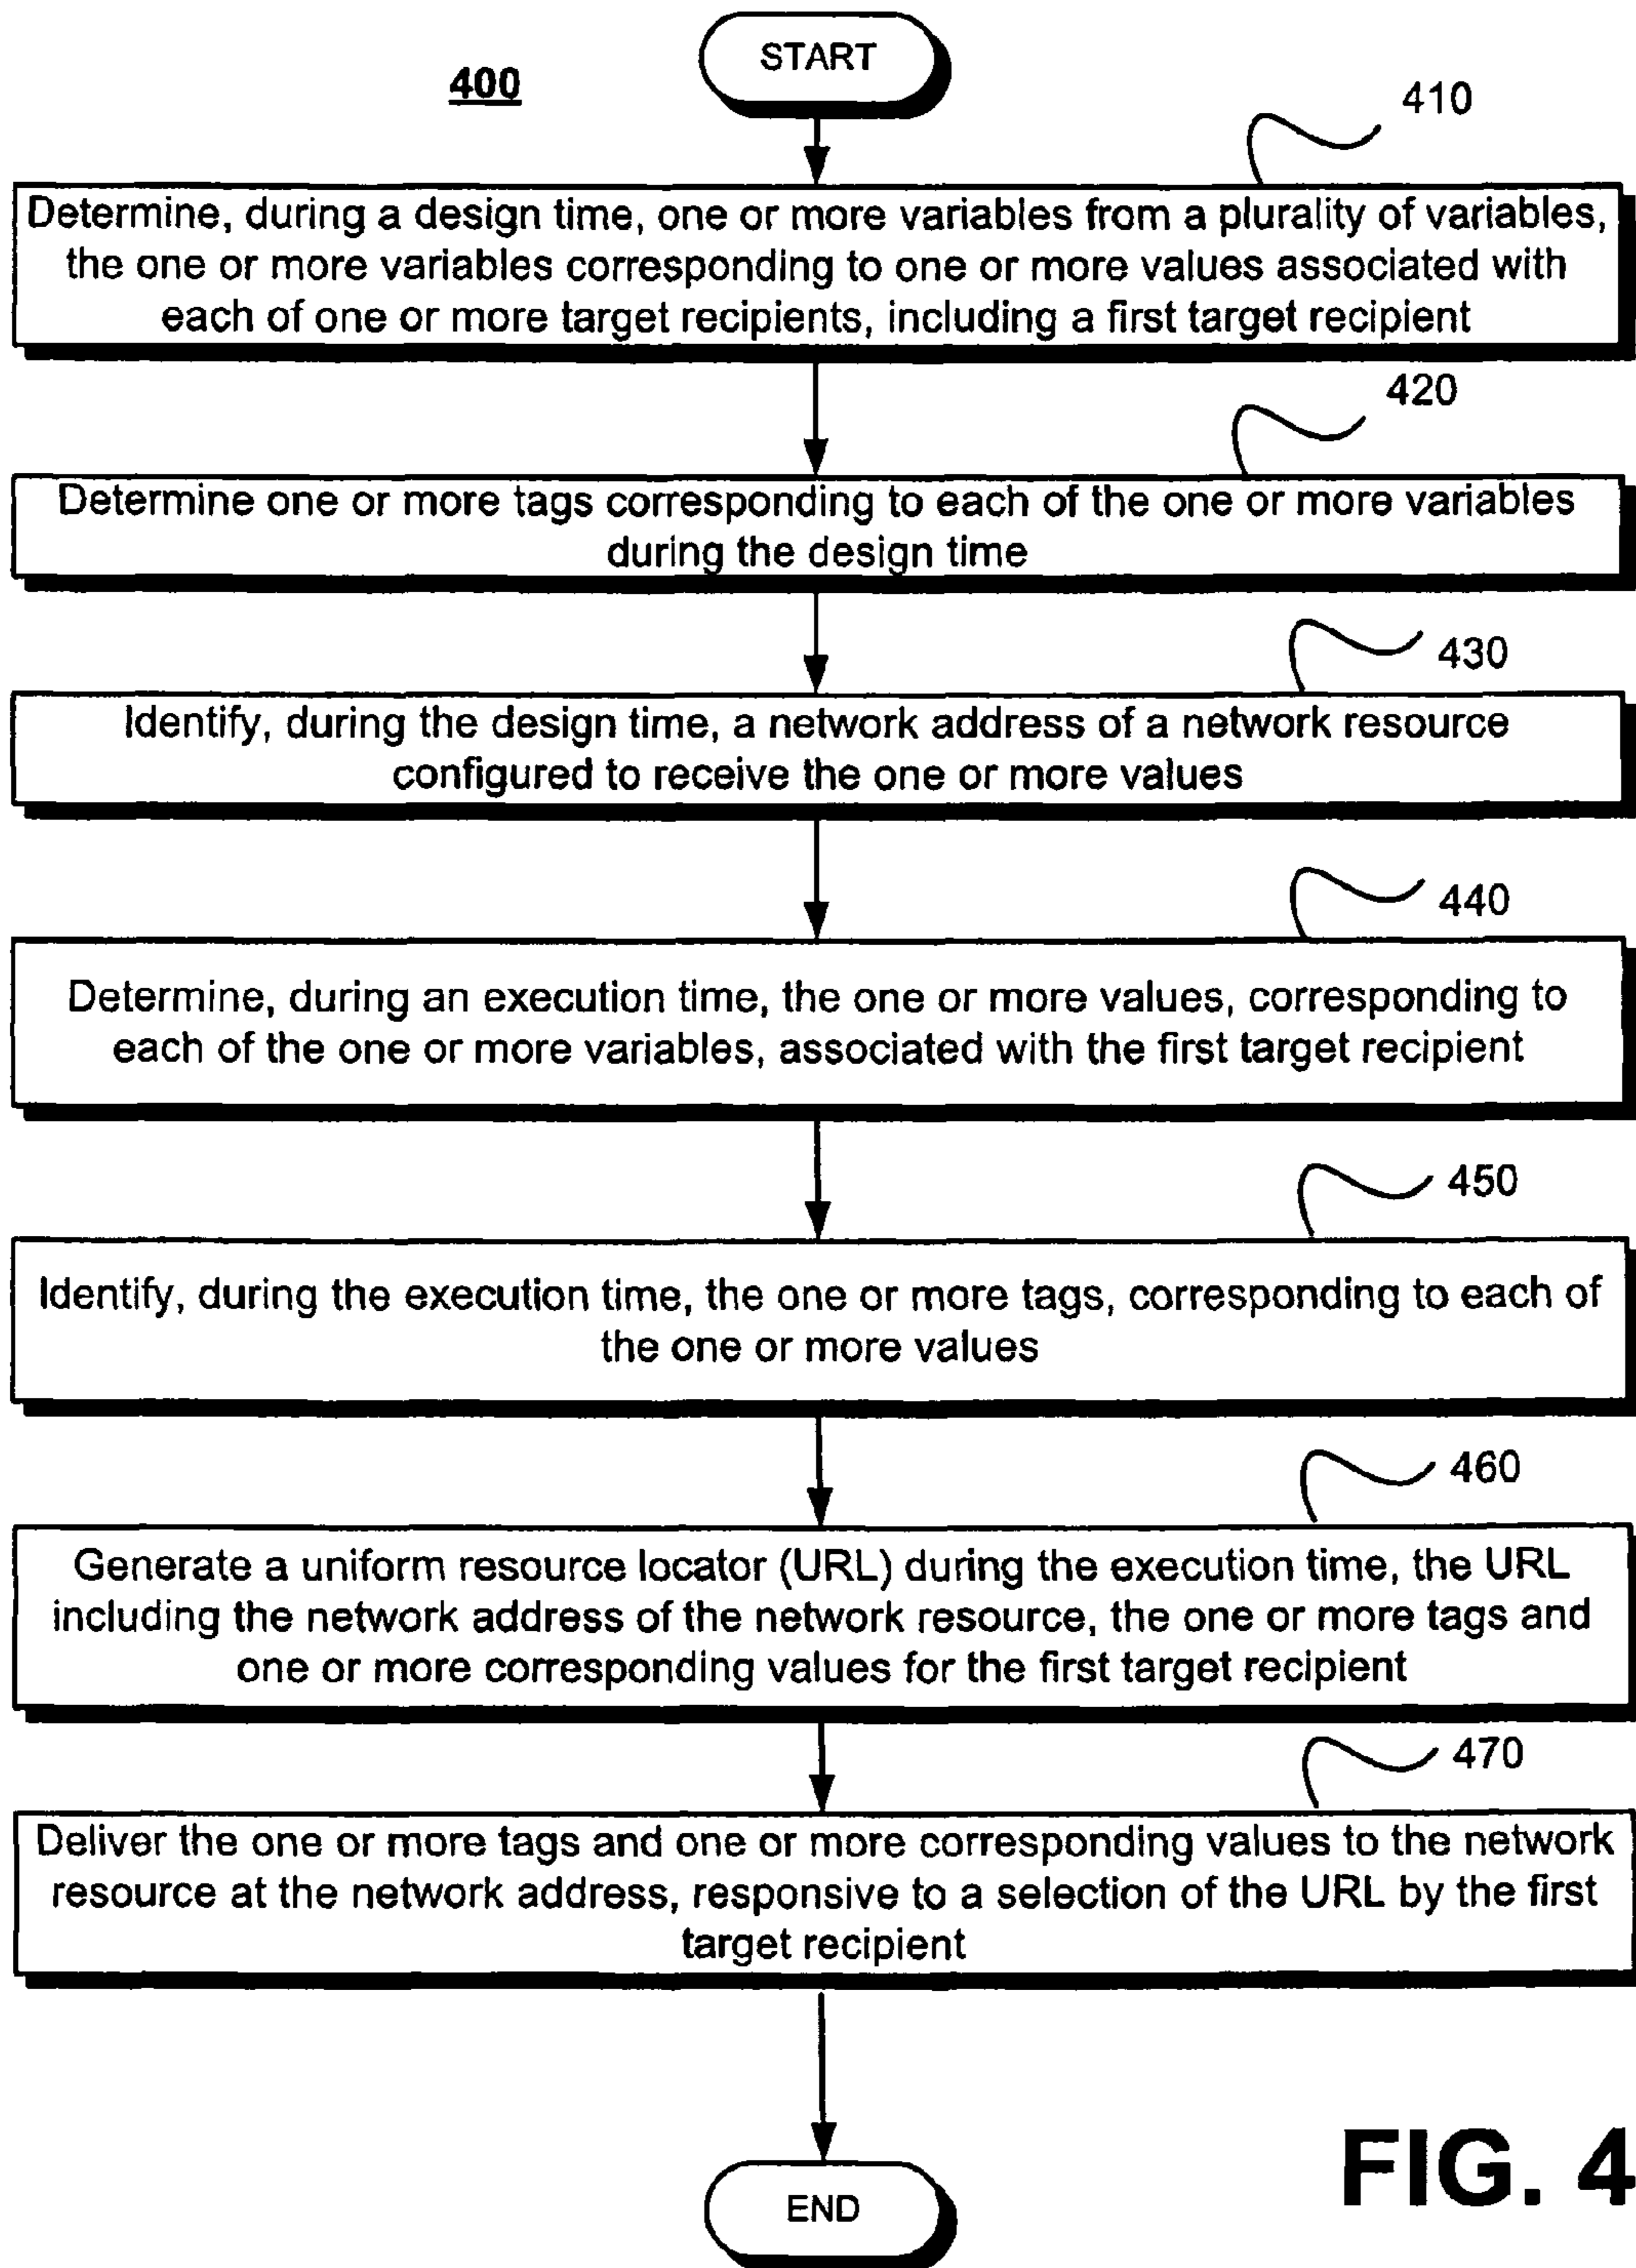 START
400
410
Determine, during a design time, one or more variables from a plurality of variables,
the one or more variables corresponding to one or more values associated with
each of one or more target recipients, including a first target recipient
420
Determine one or more tags corresponding to each of the one or more variables
during the design time
430
Identify, during the design time, a network address of a network resource
configured to receive the one or more values
440
Determine, during an execution time, the one or more values, corresponding to
each of the one or more variables, associated with the first target recipient
450
Identify, during the execution time, the one or more tags, corresponding to each of
the one or more values
460
Generate a uniform resource locator (URL) during the execution time, the URL
including the network address of the network resource, the one or more tags and
one or more corresponding values for the first target recipient
470
Deliver the one or more tags and one or more corresponding values to the network
resource at the network address, responsive to a selection of the URL by the first
target recipient
END
FIG. 4